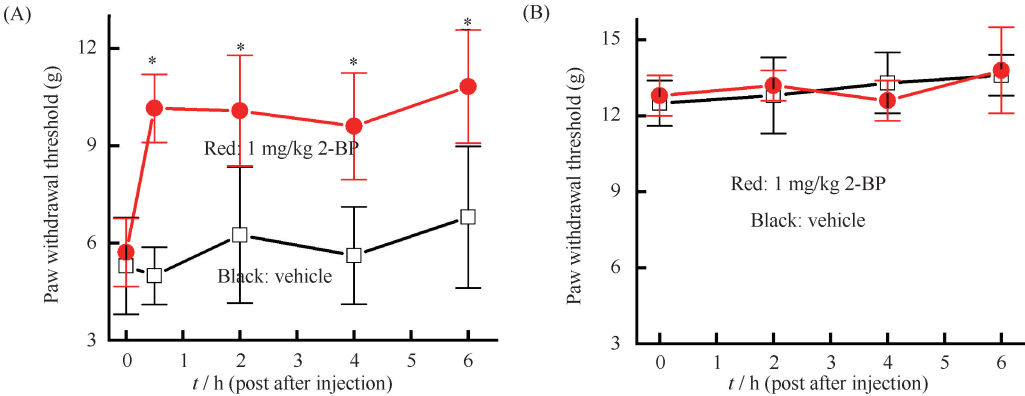 (A)
Paw withdrawal threshold (g)
12
9
6
3
*
*
*
*
Red: 1 mg/kg 2-BP
Black: vehicle
0 1 2 3 4 5 6
t / h (post after injection)
(B)
Paw withdrawal threshold (g)
15
12
9
6
3
Red: 1 mg/kg 2-BP
Black: vehicle
0 1 2 3 4 5 6
t / h (post after injection)